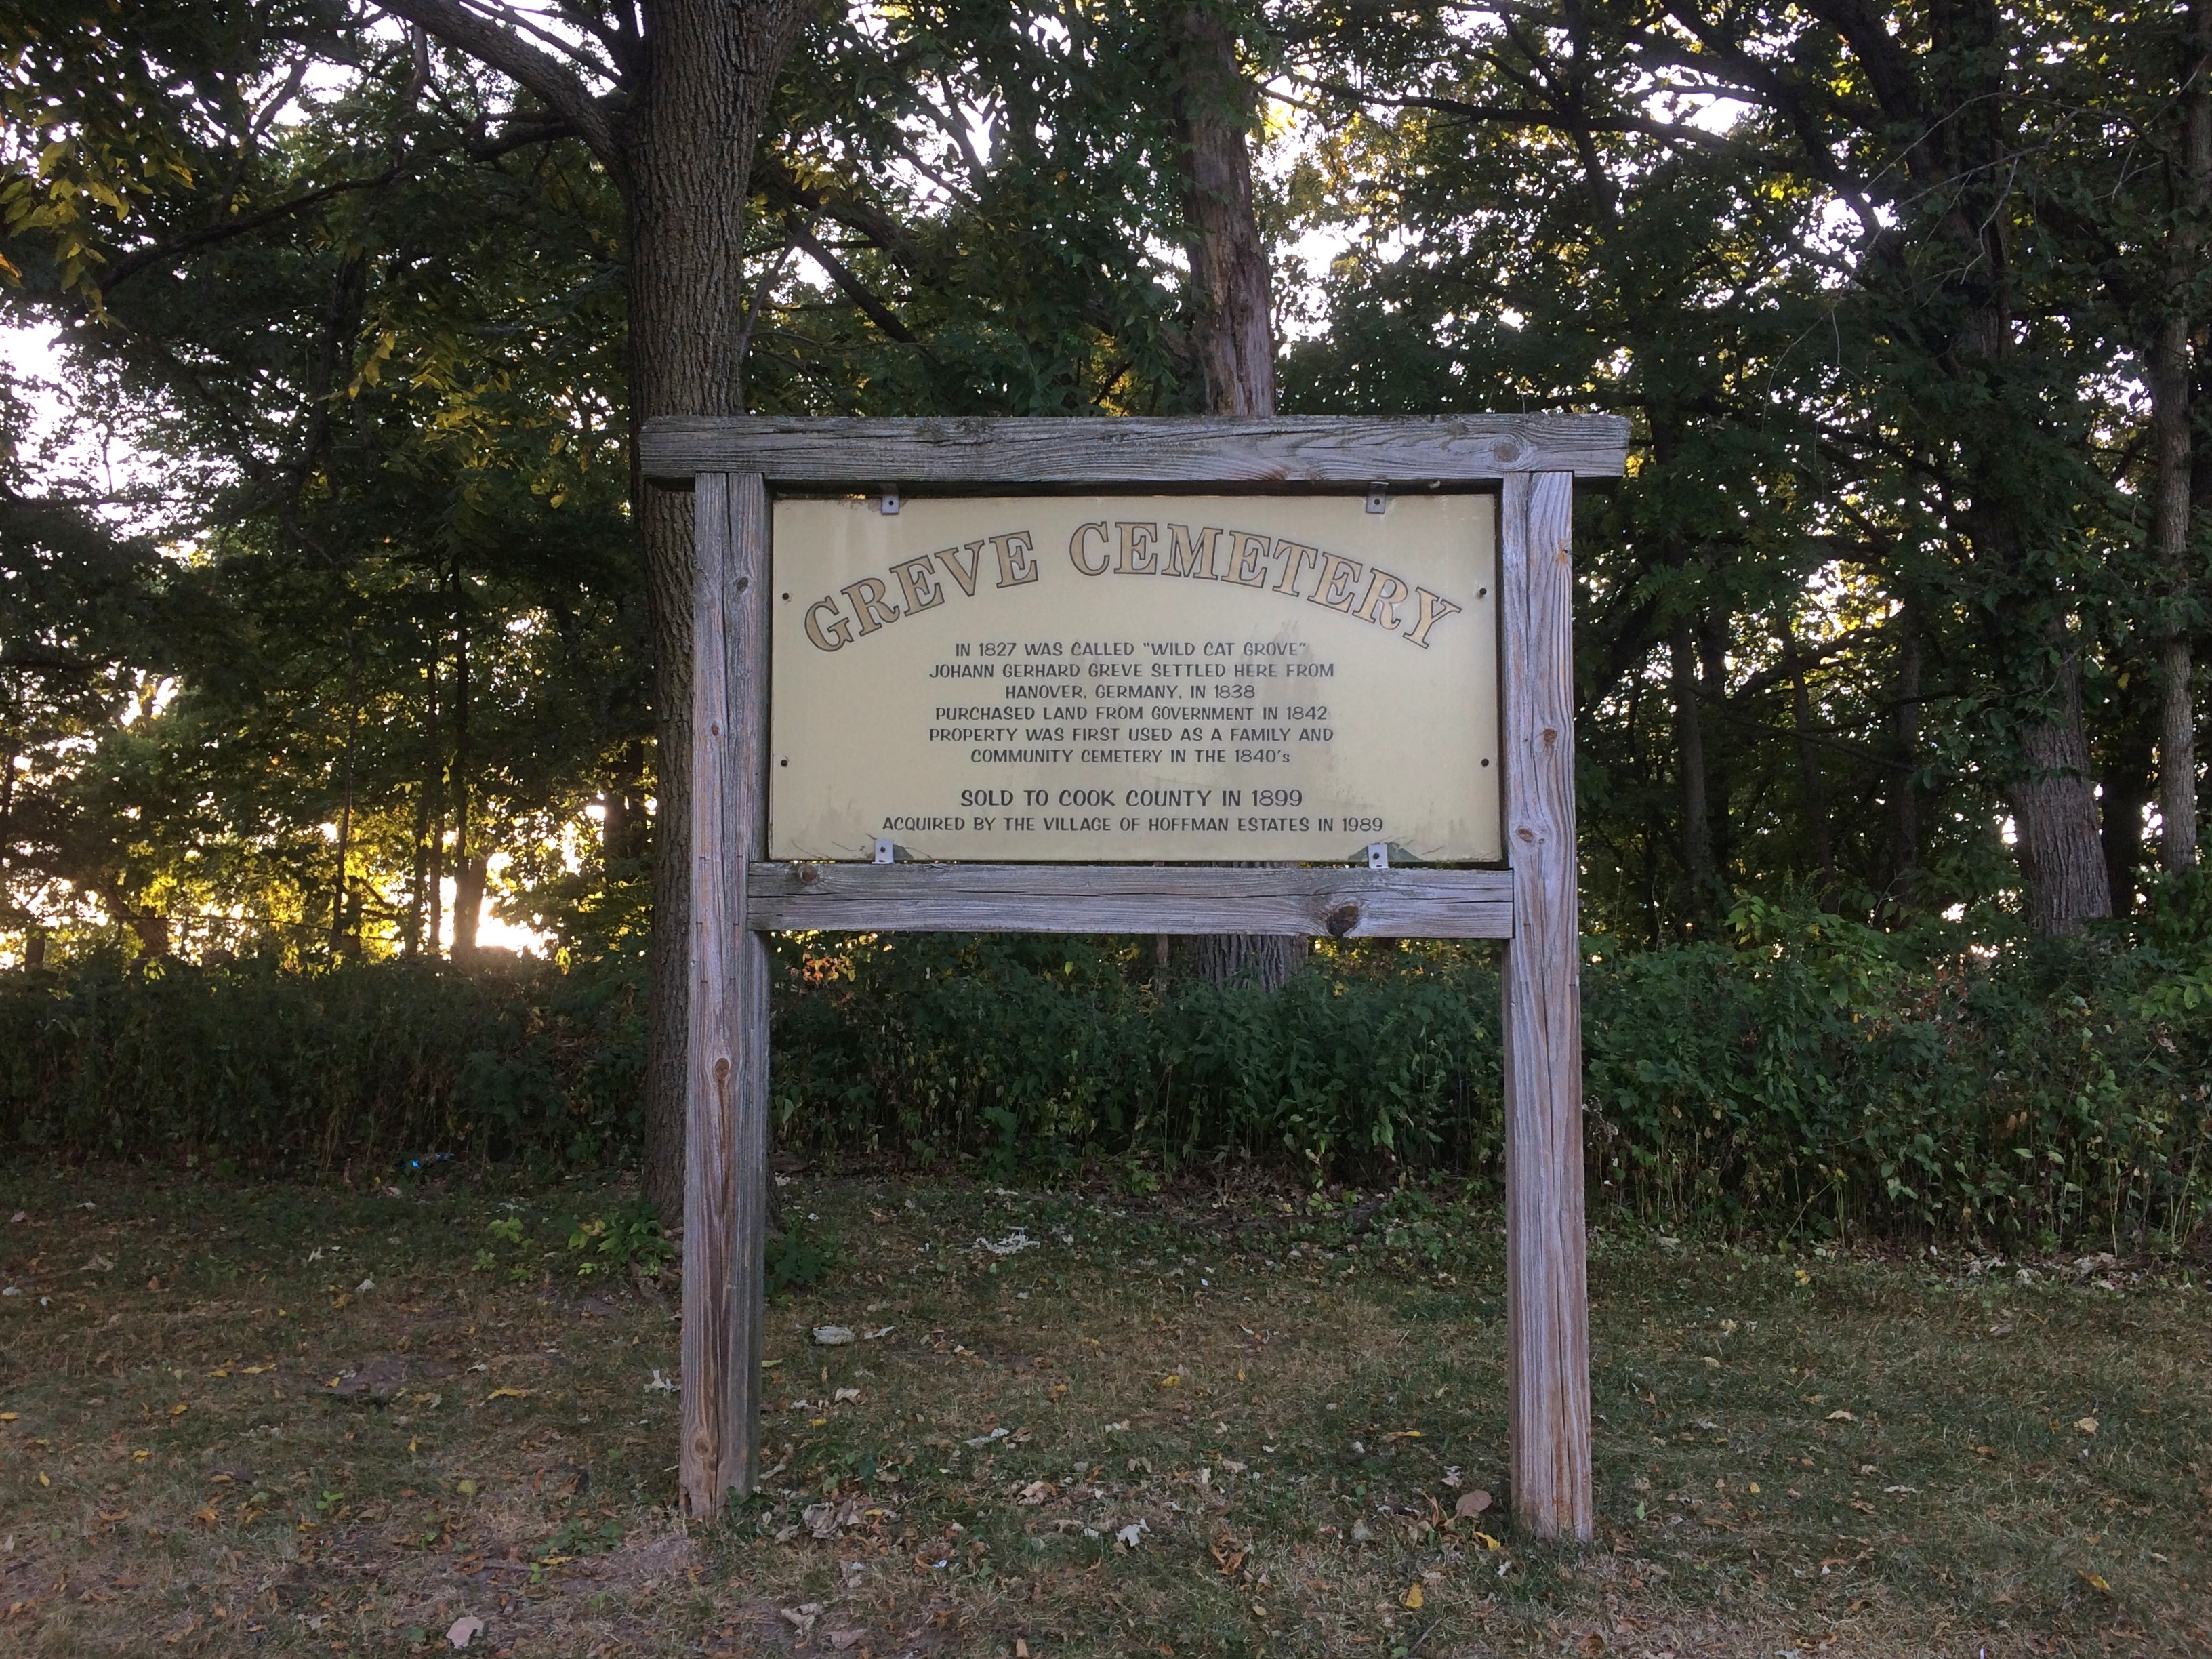 GREVE CEMETERY
IN 1827 WAS CALLED "WILD CAT GROVE"
JOHANN GERHARD GREVE SETTLED HERE FROM
HANOVER, GERMANY, IN 1838
PURCHASED LAND FROM GOVERNMENT IN 1842
PROPERTY WAS FIRST USED AS A FAMILY AND
COMMUNITY CEMETERY IN THE 1840's
SOLD TO COOK COUNTY IN 1899
ACQUIRED BY THE VILLAGE OF HOFFMAN ESTATES IN 1989